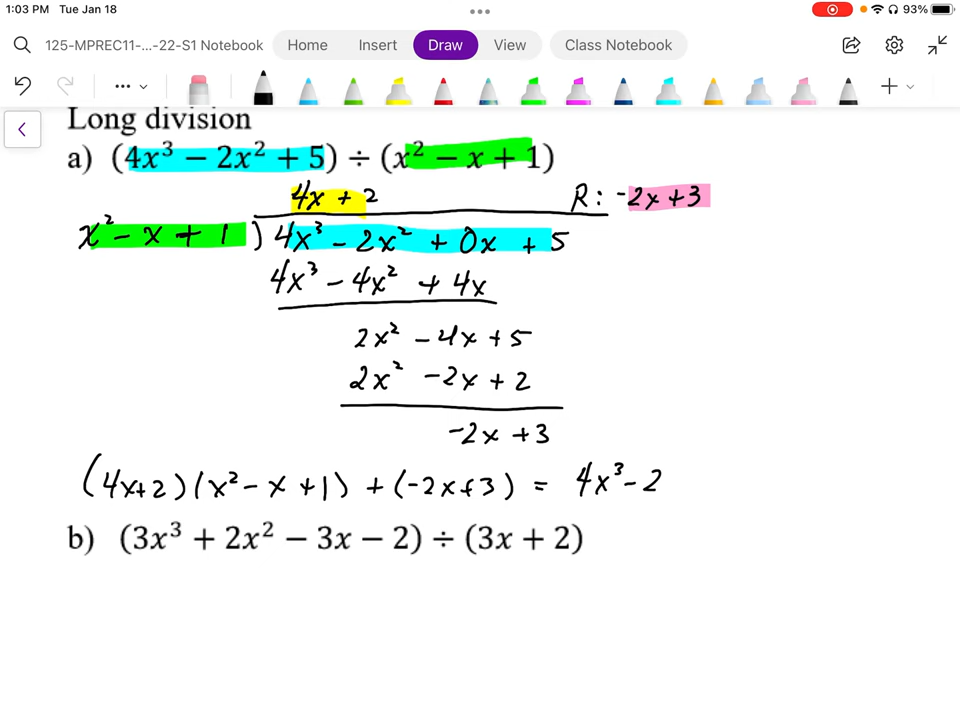 1:03 PM Tue Jan 18 93%
125-MPREC11-...-22-S1 Notebook Home Insert Draw View Class Notebook
Long division
a) (4x³ − 2x² + 5) ÷ (x² − x + 1)
4x + 2 R: -2x + 3
x² - x + 1 ) 4x³ - 2x² + 0x + 5
4x³ - 4x² + 4x
2x² - 4x + 5
2x² - 2x + 2
-2x + 3
(4x+2)(x² - x + 1) + (-2x+3) = 4x³ - 2
b) (3x³ + 2x² − 3x − 2) ÷ (3x + 2)